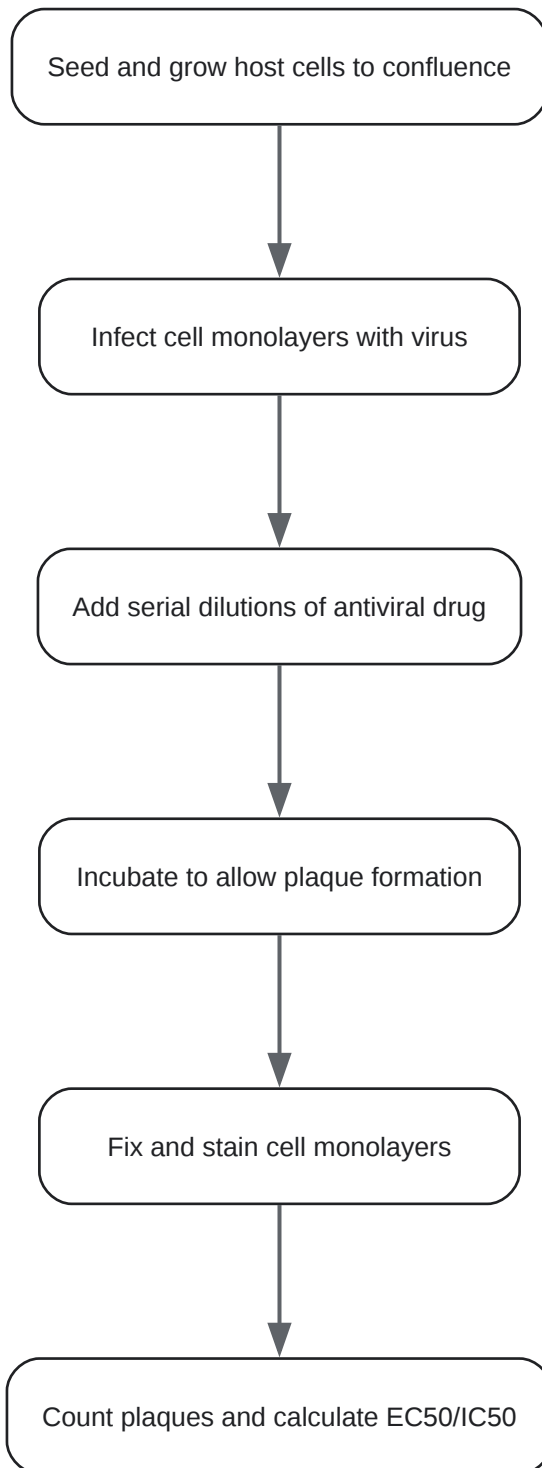 Seed and grow host cells to confluence
Infect cell monolayers with virus
Add serial dilutions of antiviral drug
Incubate to allow plaque formation
Fix and stain cell monolayers
Count plaques and calculate EC50/IC50